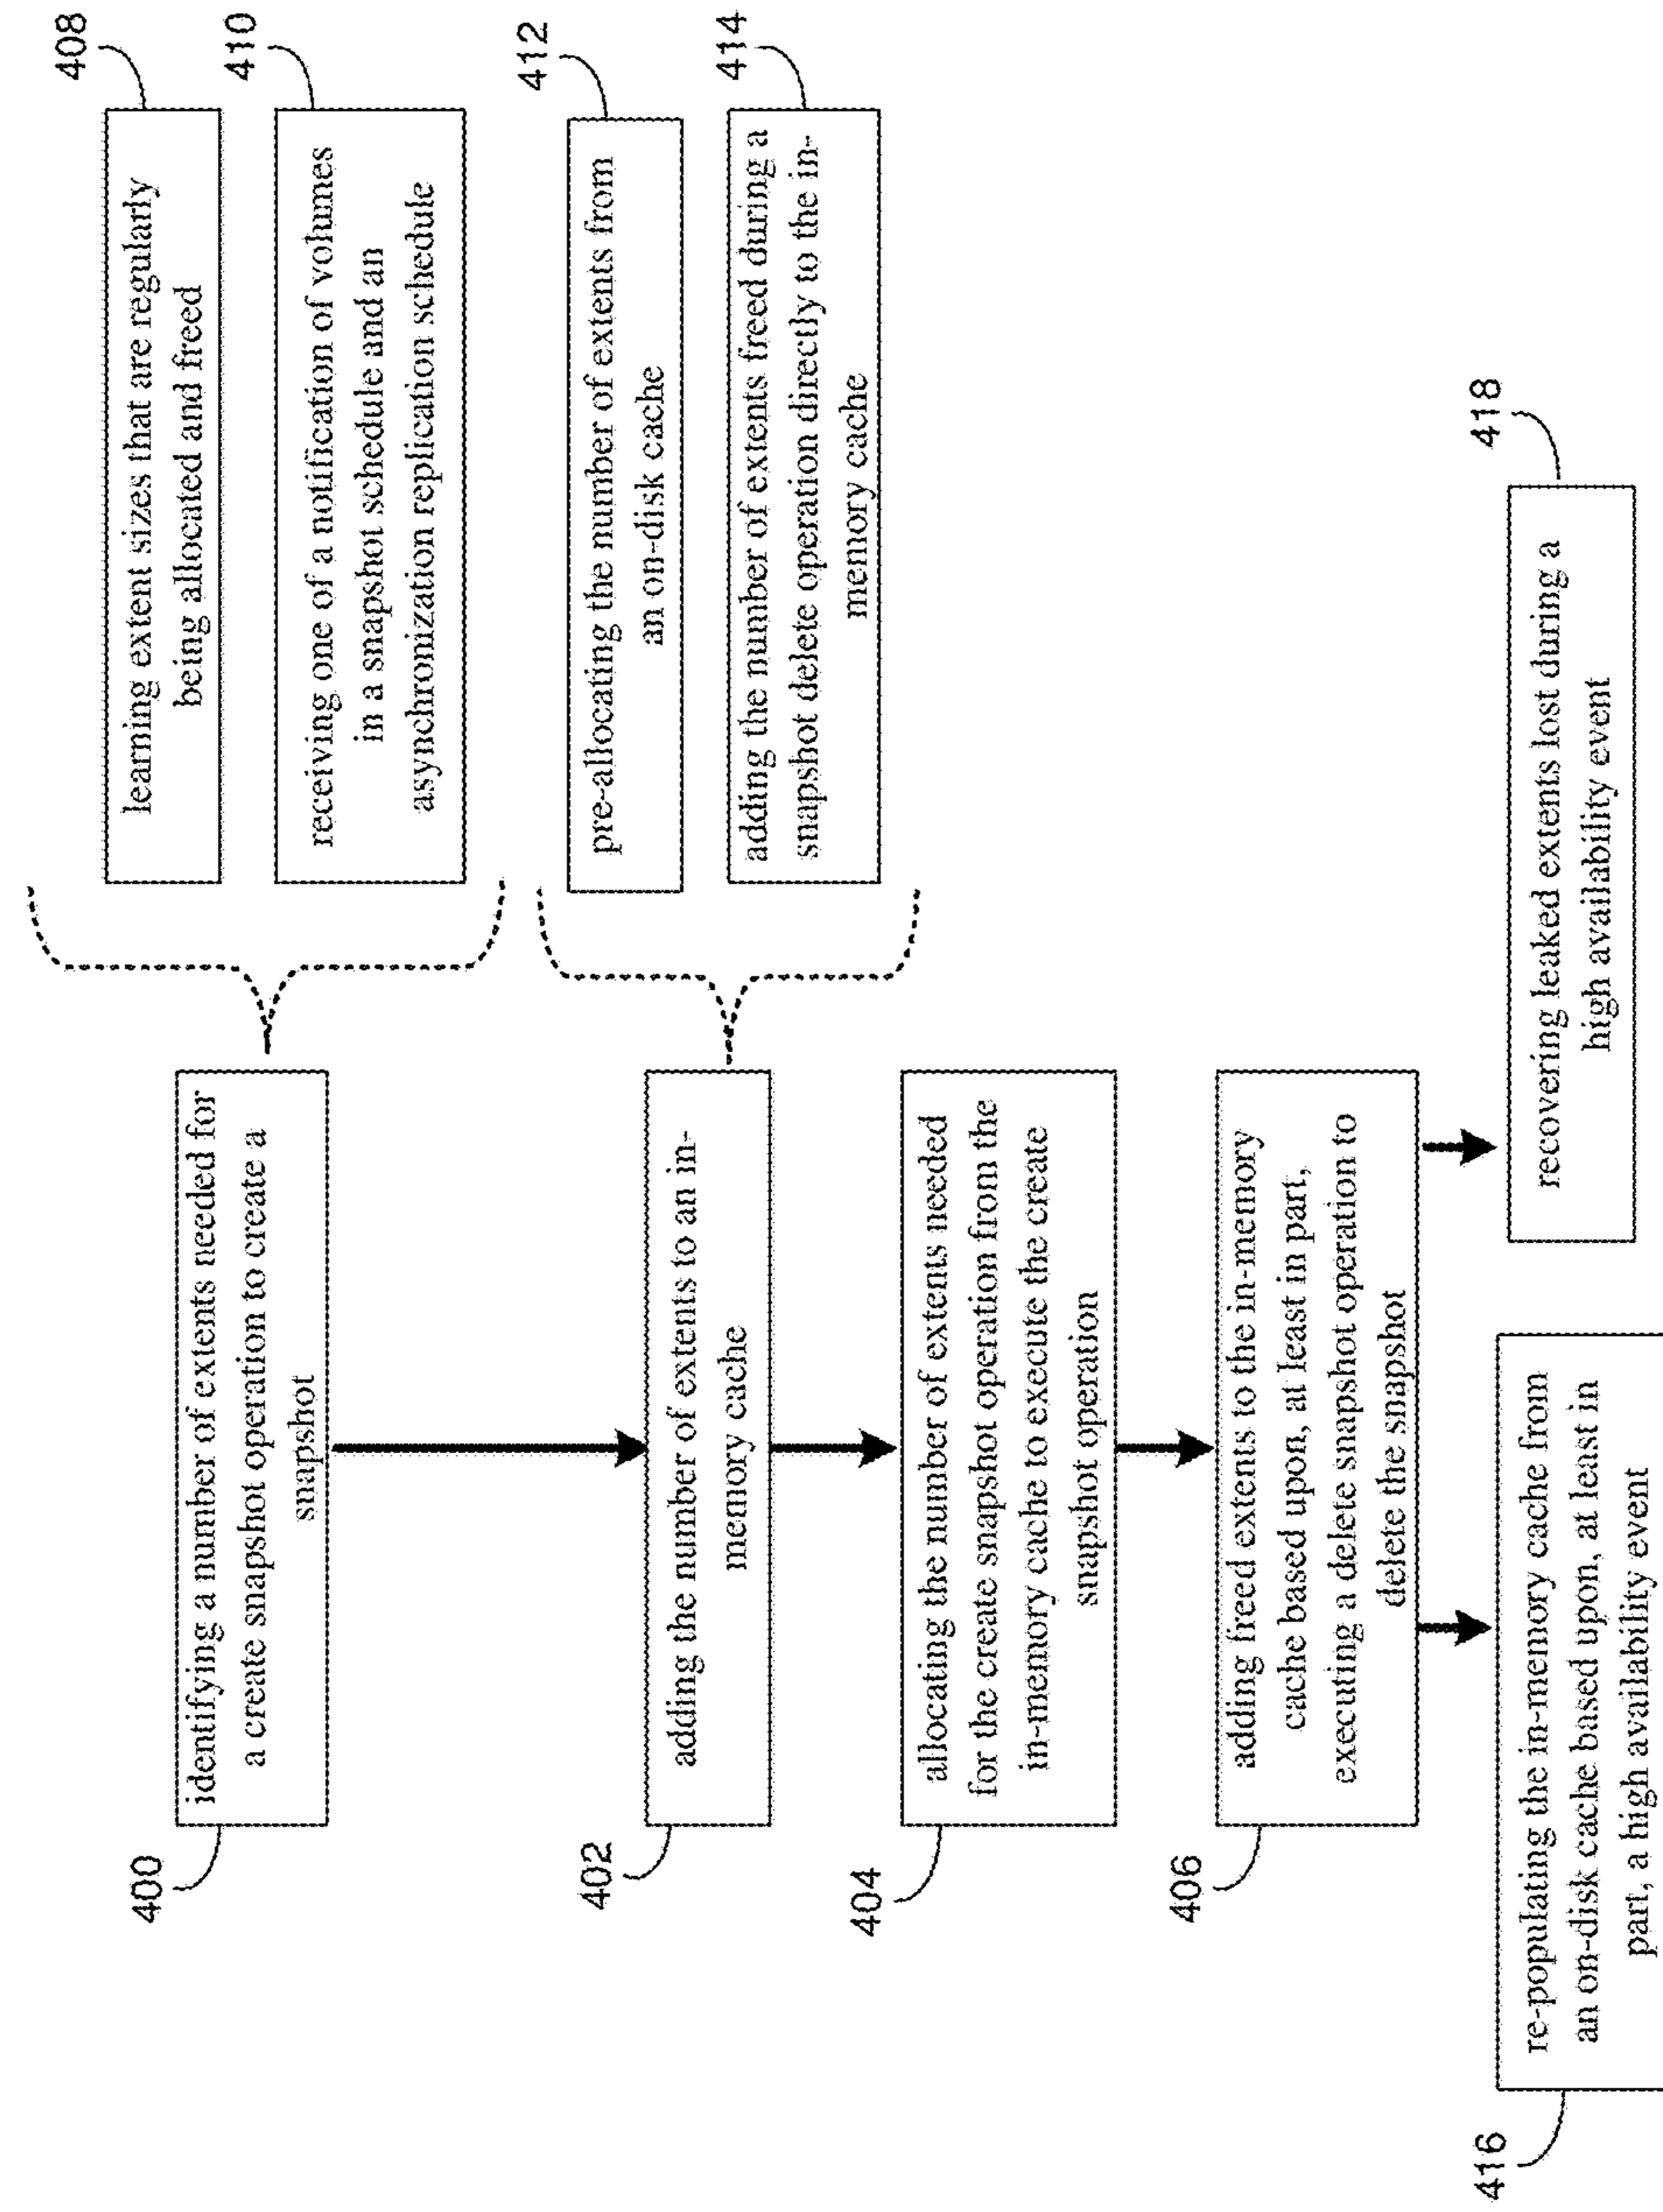 400
identifying a number of extents needed for
a create snapshot operation to create a
snapshot
408
learning extent sizes that are regularly
being allocated and freed
410
receiving one of a notification of volumes
in a snapshot schedule and an
asynchronization replication schedule
402
adding the number of extents to an in-
memory cache
412
pre-allocating the number of extents from
an on-disk cache
414
adding the number of extents freed during a
snapshot delete operation directly to the in-
memory cache
404
allocating the number of extents needed
for the create snapshot operation from the
in-memory cache to execute the create
snapshot operation
406
adding freed extents to the in-memory
cache based upon, at least in part,
executing a delete snapshot operation to
delete the snapshot
416
re-populating the in-memory cache from
an on-disk cache based upon, at least in
part, a high availability event
418
recovering leaked extents lost during a
high availability event